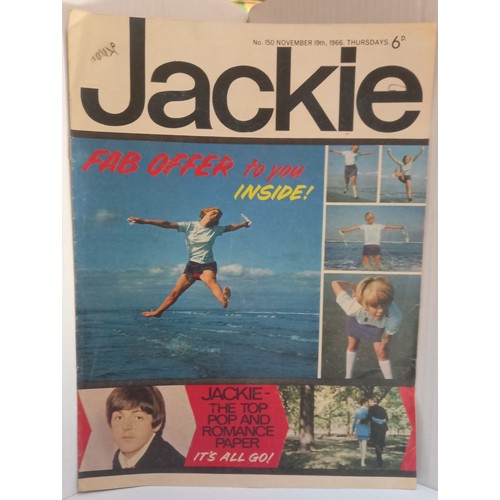 No. 150 NOVEMBER 19th, 1966. THURSDAYS. 6D.
Jackie
FAB OFFER to you
INSIDE!
JACKIE-
THE TOP
POP AND
ROMANCE
PAPER
IT'S ALL GO!